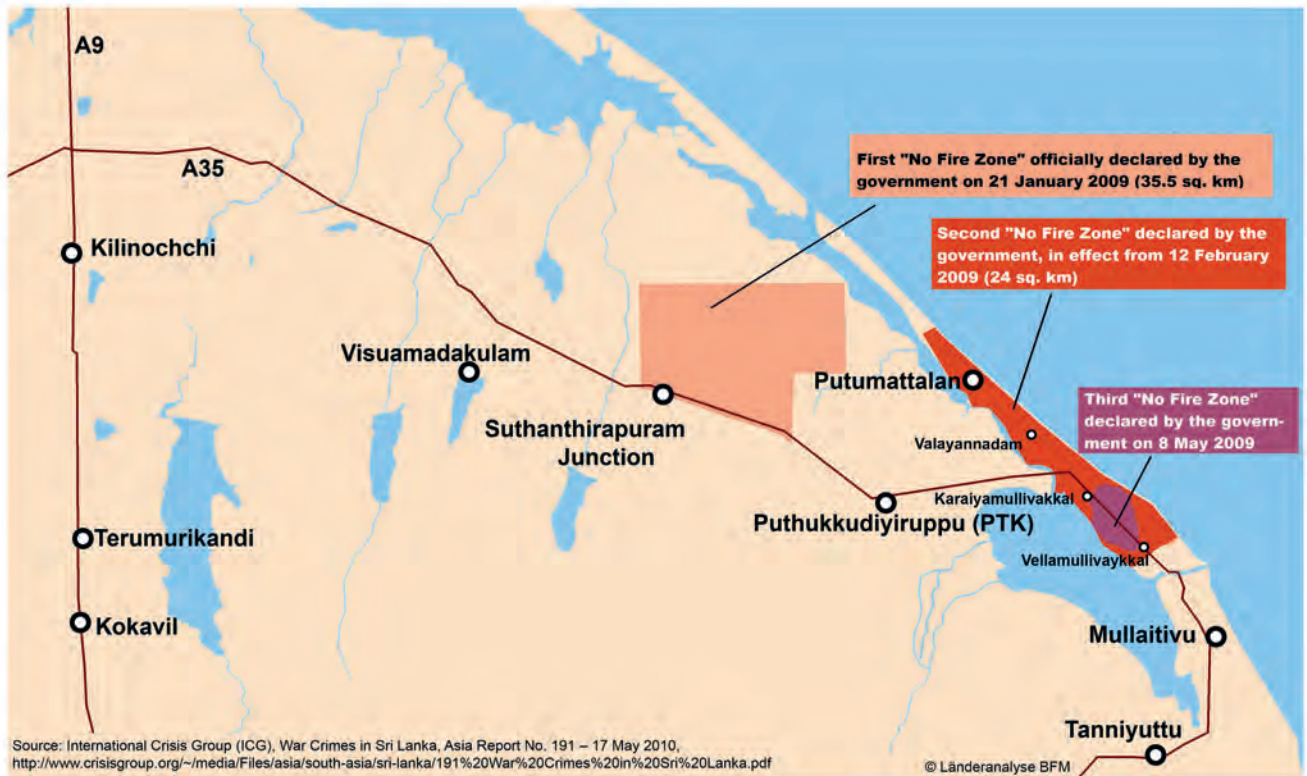 A9
A35
First "No Fire Zone" officially declared by the
government on 21 January 2009 (35.5 sq. km)
Second "No Fire Zone" declared by the
government, in effect from 12 February
2009 (24 sq. km)
Kilinochchi
Visuamadakulam
Putumattalan
Third "No Fire Zone"
declared by the govern-
ment on 8 May 2009
Suthanthirapuram
Junction
Valayannadam
Karaiyamullivakkal
Puthukkudiyiruppu (PTK)
Terumurikandi
Vellamullivaykkal
Kokavil
Mullaitivu
Tanniyuttu
Source: International Crisis Group (ICG), War Crimes in Sri Lanka, Asia Report No. 191 – 17 May 2010,
http://www.crisisgroup.org/~/media/Files/asia/south-asia/sri-lanka/191%20War%20Crimes%20in%20Sri%20Lanka.pdf
© Länderanalyse BFM